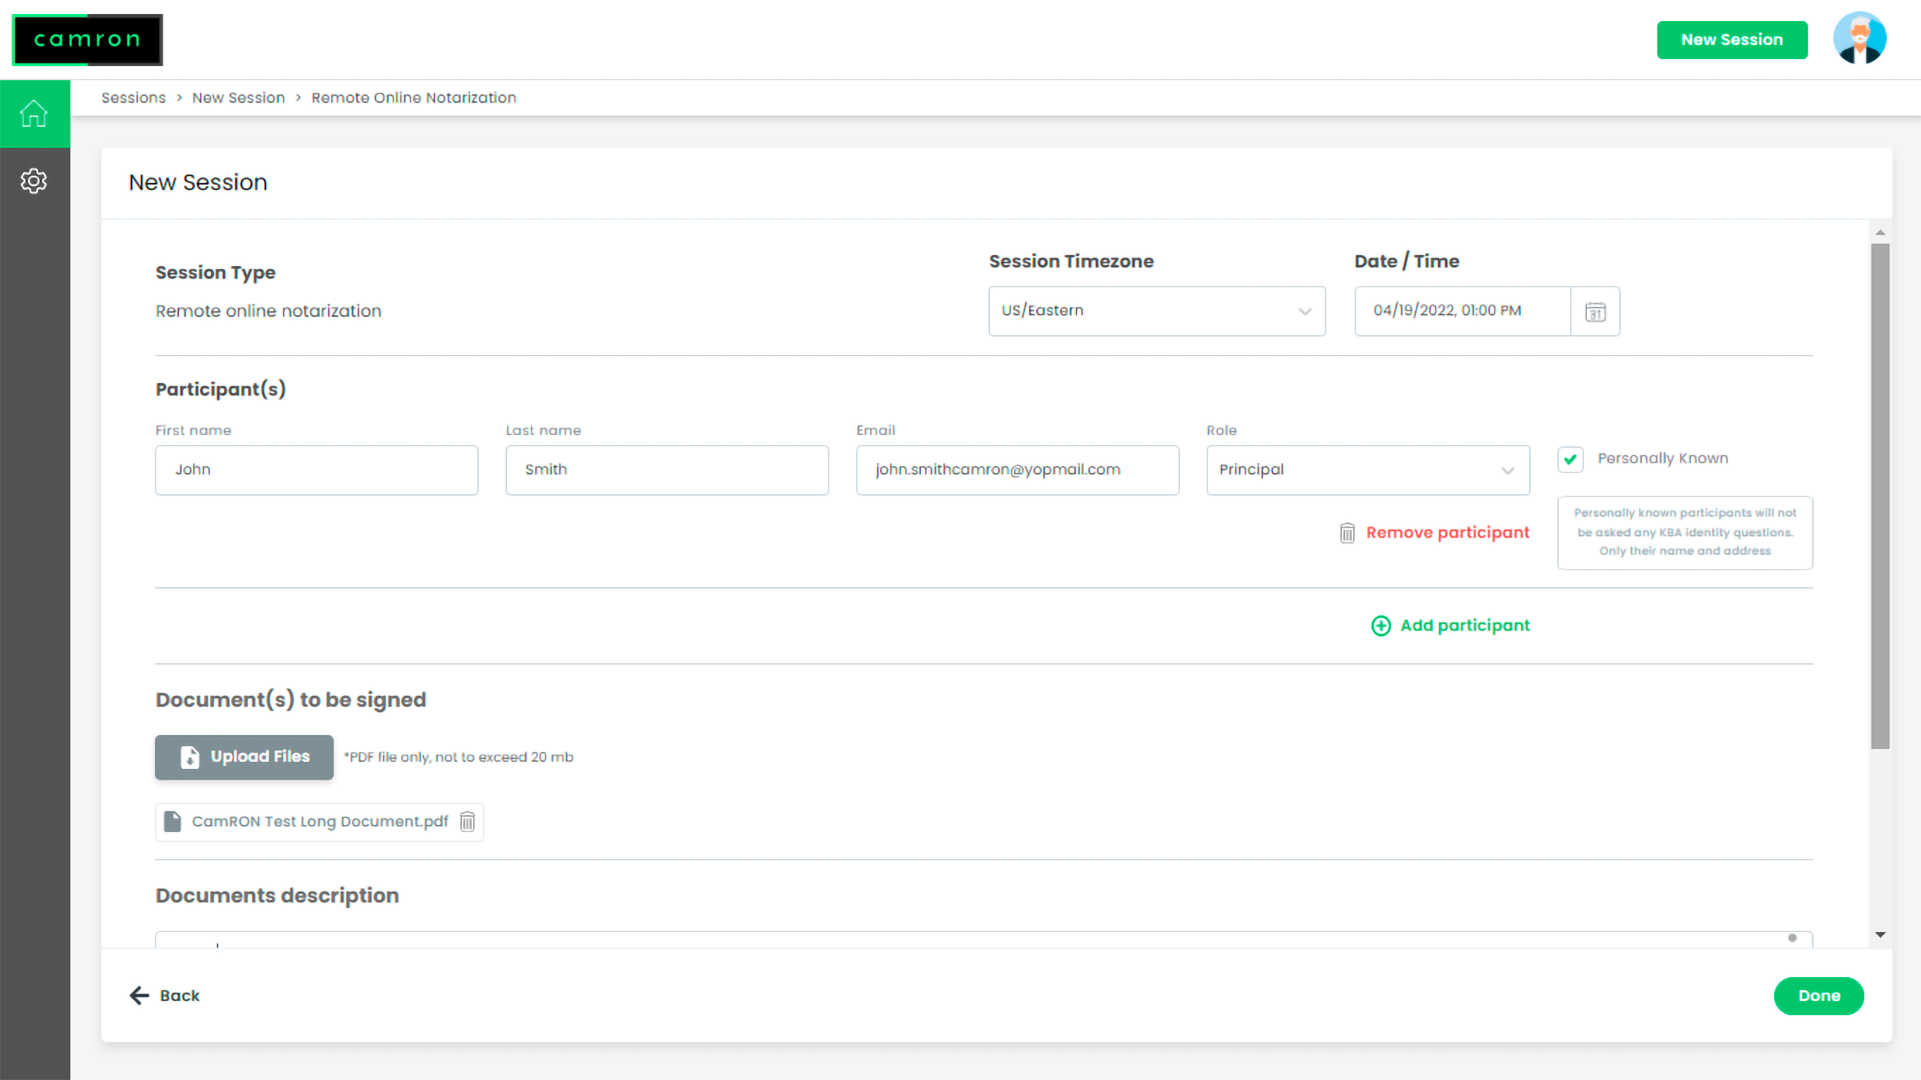 camron
New Session
Sessions > New Session > Remote Online Notarization
New Session
Session Type
Session Timezone
Date / Time
Remote online notarization
US/Eastern
04/19/2022, 01:00 PM
31
Participant(s)
First name
Last name
Email
Role
John
Smith
john.smithcamron@yopmail.com
Principal
Personally Known
Personally known participants will not
be asked any KBA identity questions.
Only their name and address
Remove participant
Add participant
Document(s) to be signed
Upload Files
*PDF file only, not to exceed 20 mb
CamRON Test Long Document.pdf
Documents description
Back
Done